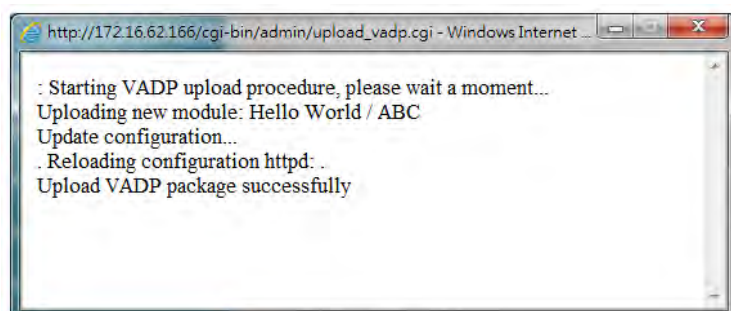 http://172.16.62.166/cgi-bin/admin/upload_vadp.cgi - Windows Internet ...
: Starting VADP upload procedure, please wait a moment...
Uploading new module: Hello World / ABC
Update configuration...
. Reloading configuration httpd: .
Upload VADP package successfully